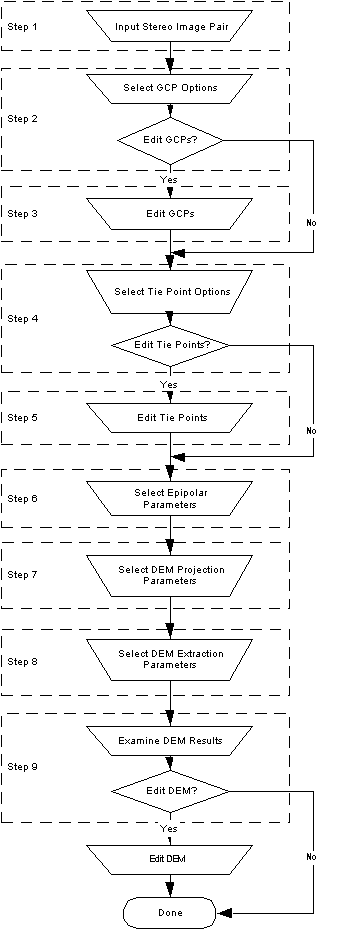 Step 1
Input Stereo Image Pair
Step 2
Select GCP Options
Edit GCPs?
Yes
No
Step 3
Edit GCPs
Step 4
Select Tie Point Options
Edit Tie Points?
Yes
No
Step 5
Edit Tie Points
Step 6
Select Epipolar
Parameters
Step 7
Select DEM Projection
Parameters
Step 8
Select DEM Extraction
Parameters
Step 9
Examine DEM Results
Edit DEM?
Yes
No
Edit DEM
Done